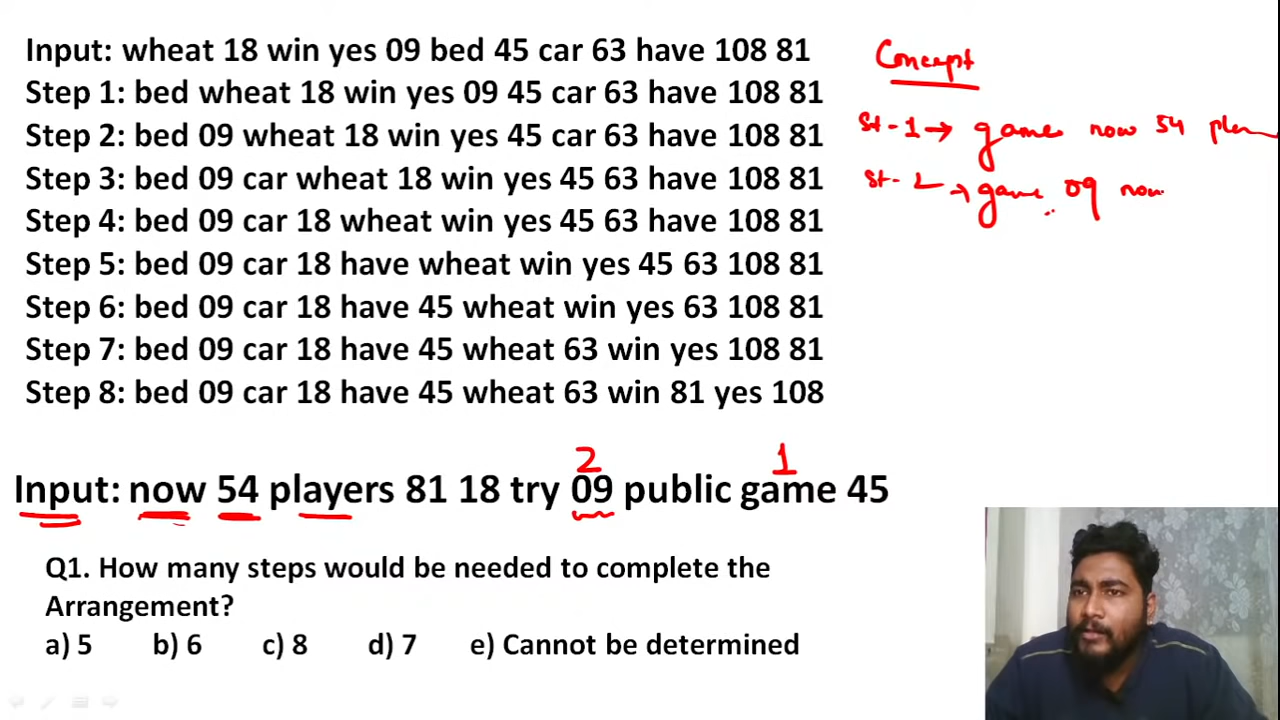 Input: wheat 18 win yes 09 bed 45 car 63 have 108 81
Step 1: bed wheat 18 win yes 09 45 car 63 have 108 81
Step 2: bed 09 wheat 18 win yes 45 car 63 have 108 81
Step 3: bed 09 car wheat 18 win yes 45 63 have 108 81
Step 4: bed 09 car 18 wheat win yes 45 63 have 108 81
Step 5: bed 09 car 18 have wheat win yes 45 63 108 81
Step 6: bed 09 car 18 have 45 wheat win yes 63 108 81
Step 7: bed 09 car 18 have 45 wheat 63 win yes 108 81
Step 8: bed 09 car 18 have 45 wheat 63 win 81 yes 108
Concept
St-1 → game now 54
St- → game 09 now
2 1
Input: now 54 players 81 18 try 09 public game 45
Q1. How many steps would be needed to complete the
Arrangement?
a) 5 b) 6 c) 8 d) 7 e) Cannot be determined